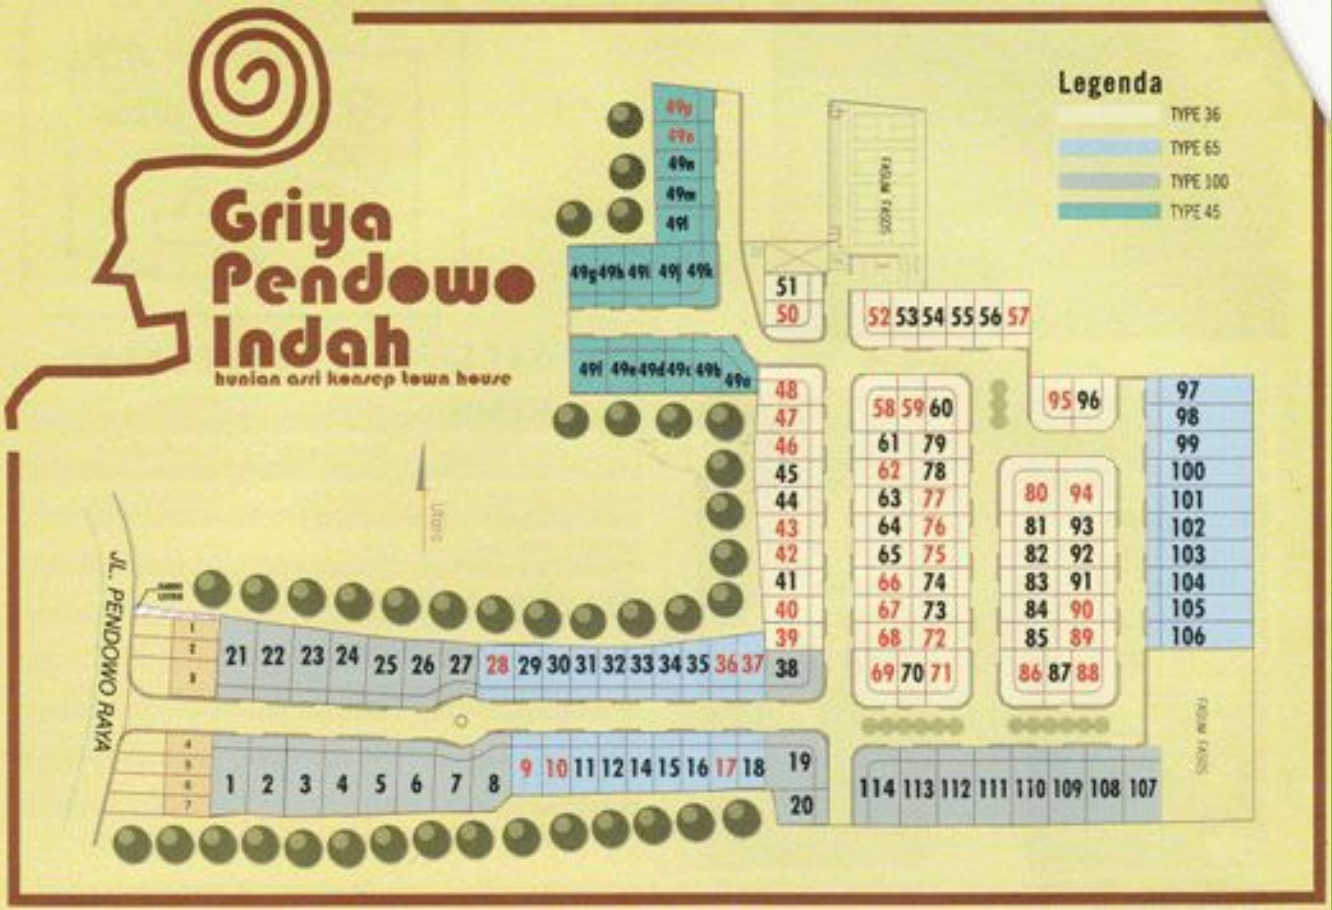 Griya
Pendowo
Indah
hunian asri konsep town house
Legenda
TYPE 36
TYPE 65
TYPE 100
TYPE 45
49p
49o
49n
49m
49l
49g 49h 49i 49j 49k
49f 49e 49d 49c 49b 49a
FASUM FASOS
51
50
52 53 54 55 56 57
48
47
46
45
44
43
42
41
40
39
38
58 59 60
61 79
62 78
63 77
64 76
65 75
66 74
67 73
68 72
69 70 71
95 96
80 94
81 93
82 92
83 91
84 90
85 89
86 87 88
97
98
99
100
101
102
103
104
105
106
FASUM FASOS
Utara
JL. PENDOWO RAYA
1
2
3
21 22 23 24 25 26 27 28 29 30 31 32 33 34 35 36 37
4
5
6
7
1 2 3 4 5 6 7 8 9 10 11 12 14 15 16 17 18
19
20
114 113 112 111 110 109 108 107